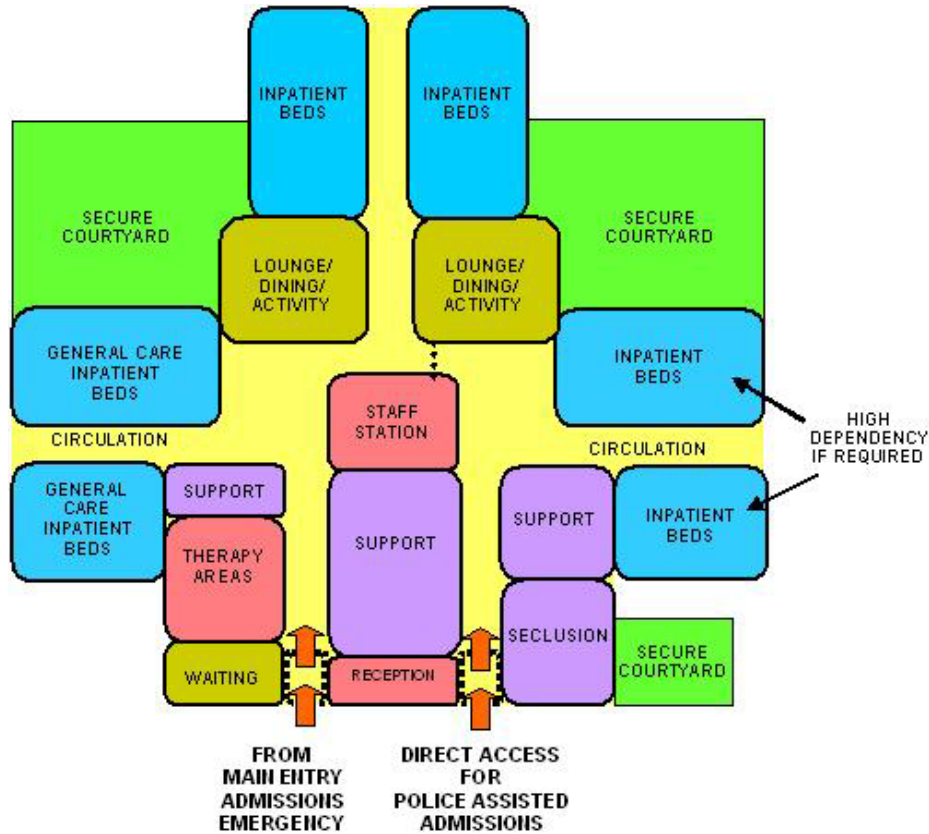 INPATIENT
BEDS
INPATIENT
BEDS
SECURE
COURTYARD
SECURE
COURTYARD
LOUNGE/
DINING/
ACTIVITY
LOUNGE/
DINING/
ACTIVITY
GENERAL CARE
INPATIENT
BEDS
INPATIENT
BEDS
STAFF
STATION
HIGH
DEPENDENCY
IF REQUIRED
CIRCULATION
CIRCULATION
GENERAL
CARE
INPATIENT
BEDS
SUPPORT
SUPPORT
SUPPORT
INPATIENT
BEDS
THERAPY
AREAS
SECLUSION
SECURE
COURTYARD
WAITING
RECEPTION
FROM
MAIN ENTRY
ADMISSIONS
EMERGENCY
DIRECT ACCESS
FOR
POLICE ASSISTED
ADMISSIONS